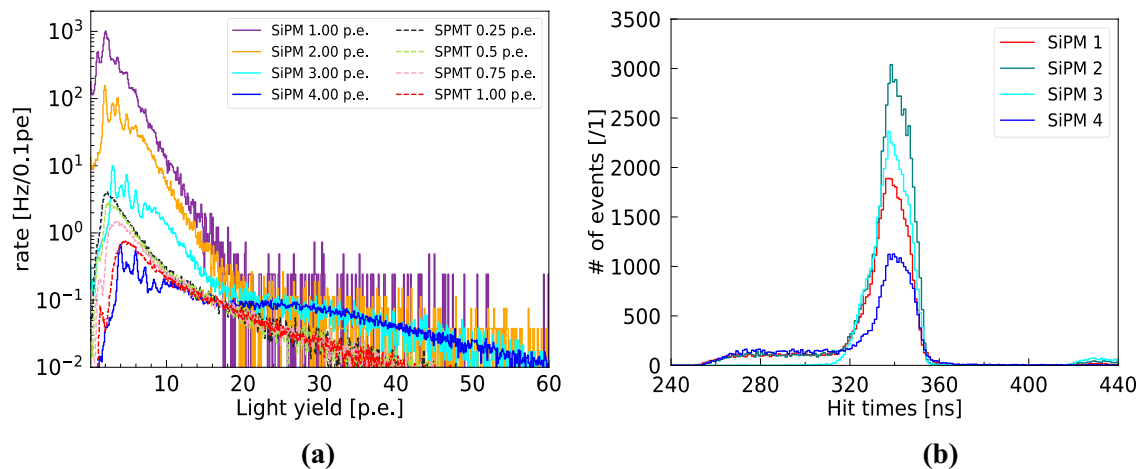 SiPM 1.00 p.e.
SiPM 2.00 p.e.
SiPM 3.00 p.e.
SiPM 4.00 p.e.
SPMT 0.25 p.e.
SPMT 0.5 p.e.
SPMT 0.75 p.e.
SPMT 1.00 p.e.
rate [Hz/0.1pe]
10³
10²
10¹
10⁰
10⁻¹
10⁻²
10 20 30 40 50 60
Light yield [p.e.]
(a)
SiPM 1
SiPM 2
SiPM 3
SiPM 4
# of events [/1]
3500
3000
2500
2000
1500
1000
500
0
240 280 320 360 400 440
Hit times [ns]
(b)